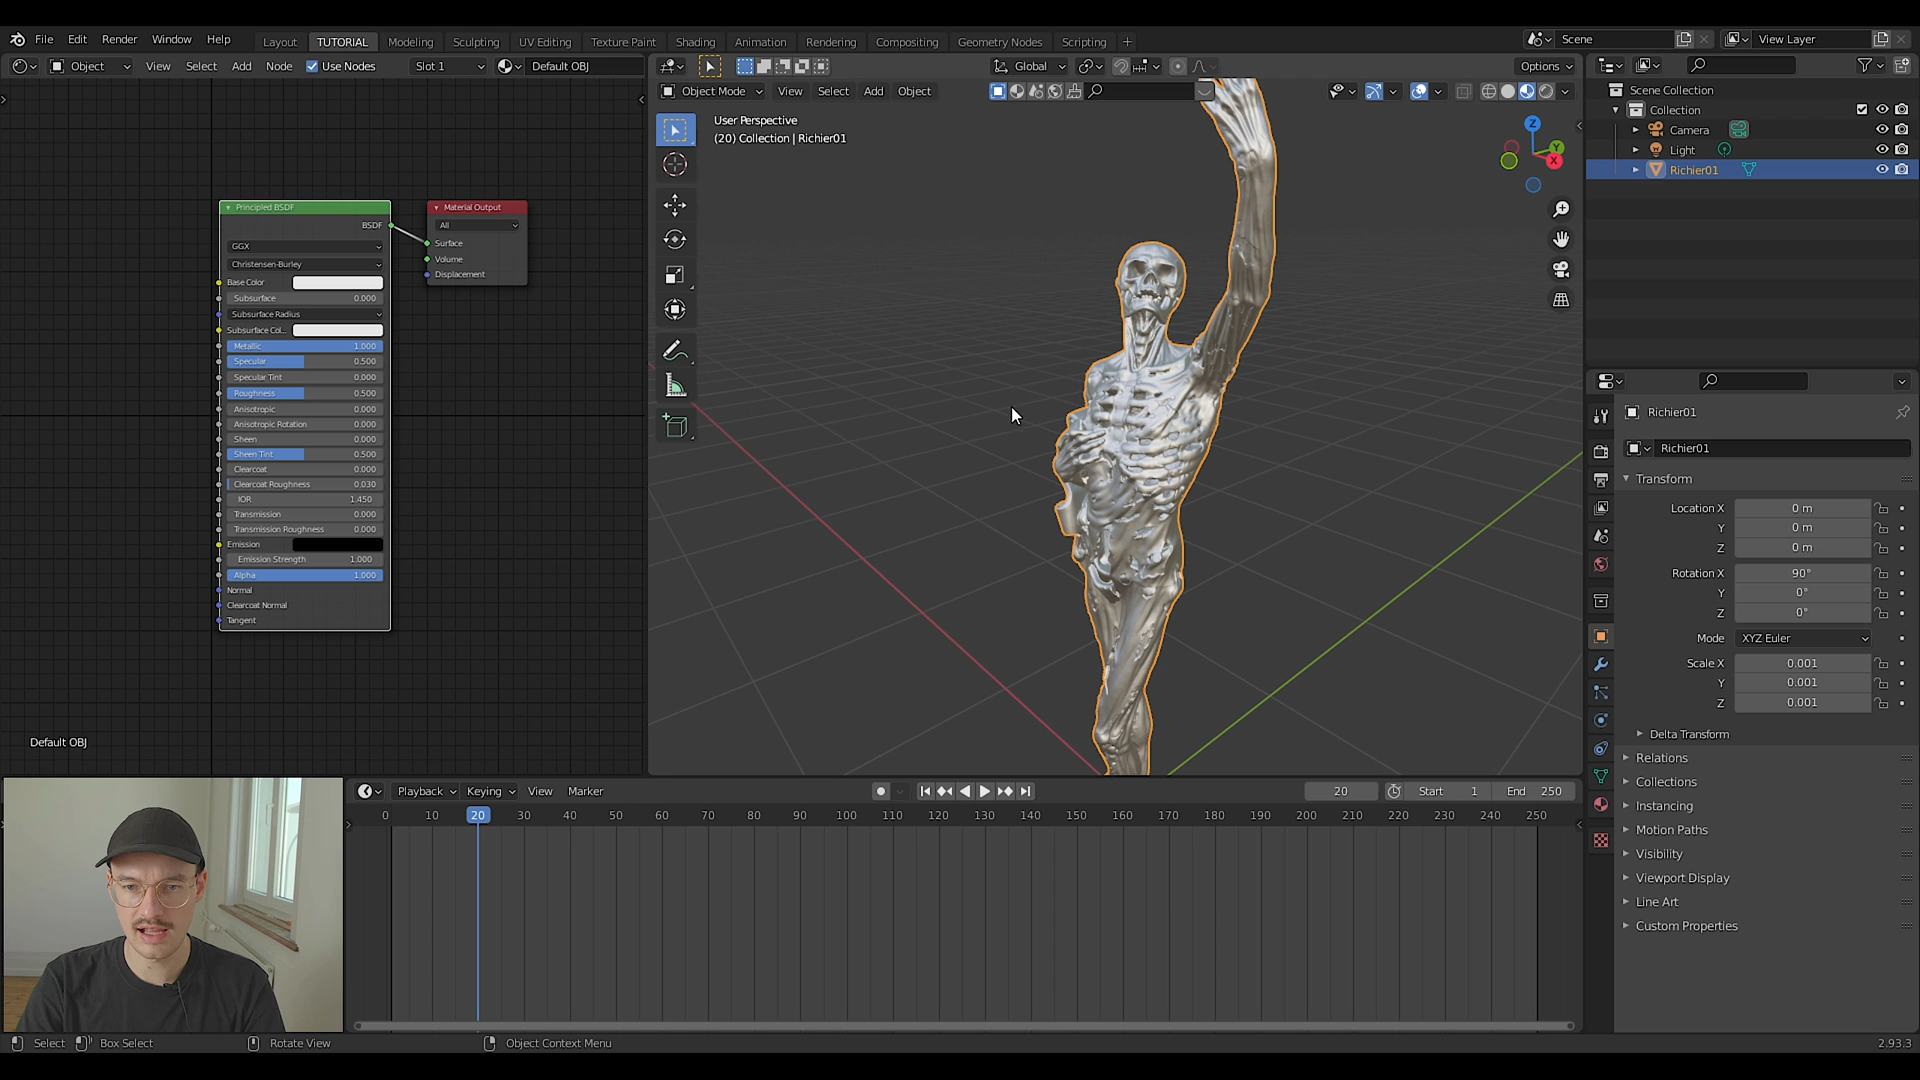 File Edit Render Window Help Layout TUTORIAL Modeling Sculpting UV Editing Texture Paint Shading Animation Rendering Compositing Geometry Nodes Scripting + Scene View Layer
Object View Select Add Node Use Nodes Slot 1 Default OBJ Global Options
Object Mode View Select Add Object
User Perspective
(20) Collection | Richier01
Z
Y
X
Scene Collection
Collection
Camera
Light
Richier01
Principled BSDF
BSDF
GGX
Christensen-Burley
Base Color
Subsurface 0.000
Subsurface Radius
Subsurface Col...
Metallic 1.000
Specular 0.500
Specular Tint 0.000
Roughness 0.500
Anisotropic 0.000
Anisotropic Rotation 0.000
Sheen 0.000
Sheen Tint 0.500
Clearcoat 0.000
Clearcoat Roughness 0.030
IOR 1.450
Transmission 0.000
Transmission Roughness 0.000
Emission
Emission Strength 1.000
Alpha 1.000
Normal
Clearcoat Normal
Tangent
Material Output
All
Surface
Volume
Displacement
Default OBJ
Richier01
Richier01
Transform
Location X 0 m
Y 0 m
Z 0 m
Rotation X 90°
Y 0°
Z 0°
Mode XYZ Euler
Scale X 0.001
Y 0.001
Z 0.001
Delta Transform
Relations
Collections
Instancing
Motion Paths
Visibility
Viewport Display
Line Art
Custom Properties
Playback Keying View Marker 20 Start 1 End 250
0 10 20 30 40 50 60 70 80 90 100 110 120 130 140 150 160 170 180 190 200 210 220 230 240 250
Select Box Select Rotate View Object Context Menu 2.93.3